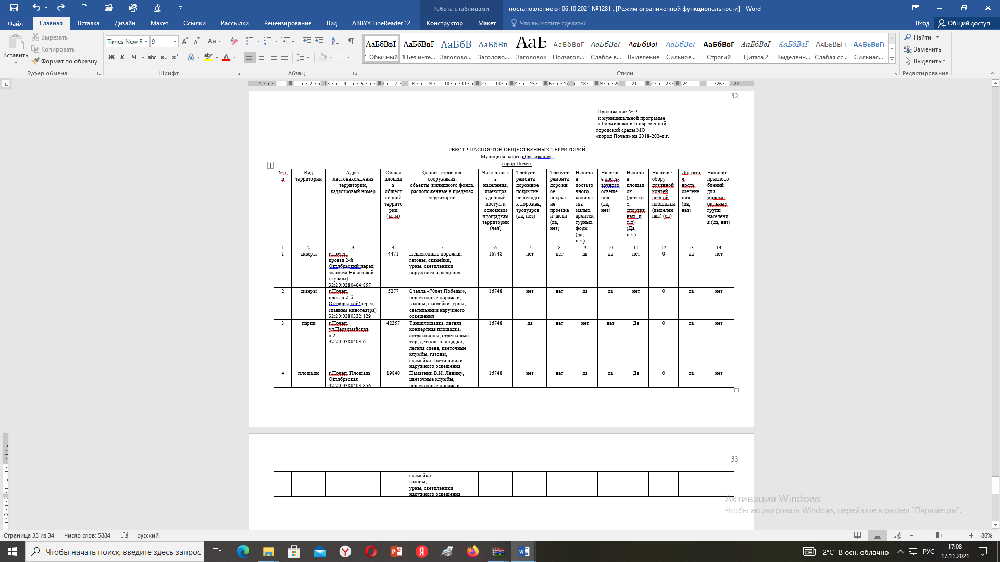 постановление от 06.10.2021 №1281 . [Режим ограниченной функциональности] - Word
Работа с таблицами
Файл Главная Вставка Дизайн Макет Ссылки Рассылки Рецензирование Вид ABBYY FineReader 12 Конструктор Макет Что вы хотите сделать? Вход Общий доступ
Вставить
Вырезать
Копировать
Формат по образцу
Буфер обмена
Times New R 9
Шрифт
Абзац
АаБбВвГ ¶ Обычный
¶ Без инте...
Заголово...
Заголово...
Заголовок
Подзагол...
Слабое в...
Выделение
Сильное...
Строгий
Цитата 2
Выделенн...
Слабая сс...
Сильная...
Стили
Найти
Заменить
Выделить
Редактирование
32
Приложение № 9
к муниципальной программе
«Формирование современной
городской среды МО
«город Почеп» на 2018-2024г.г.
РЕЕСТР ПАСПОРТОВ ОБЩЕСТВЕННЫХ ТЕРРИТОРИЙ
Муниципального образования :
город Почеп.
№п.п
Вид территории
Адрес местонахождения территории, кадастровый номер
Общая площадь общественной территории (кв.м)
Здания, строения, сооружения, объекты жилищного фонда. расположенные в пределах территории
Численность населения, имеющая удобный доступ к основным площадкам территории (чел)
Требует ремонта дорожное покрытие пешеходных дорожек, тротуаров (да, нет)
Требует ремонта дорожное покрытие проезжей части (да, нет)
Наличие достаточного количества малых архитектурных форм (да, нет)
Наличие доста-точного освещения (да, нет)
Наличие площадок (детских, спортивных и т.д) (Да, нет)
Наличие обору дованной контей нерной площадки (выделенная) (ед)
Достаточ ность озеленения (да, нет)
Наличие приспособлений для маломобильных групп населения (да, нет)
1 2 3 4 5 6 7 8 9 10 11 12 13 14
1 скверы г.Почеп, проезд 2-й Октябрьский(перед зданием Налоговой службы) 32:20:0380404:857 4471 Пешеходные дорожки, газоны, скамейки, урны, светильники наружного освещения 16748 нет нет да да нет 0 да нет
2 скверы г.Почеп, проезд 2-й Октябрьский(перед зданием кинотеатра) 32:20:0380332:129 5277 Стелла «70лет Победы», пешеходные дорожки, газоны, скамейки, урны, светильники наружного освещения 16748 нет нет да да нет 0 да нет
3 парки г.Почеп, ул.Первомайская, д.2 32:20:0380403:6 42357 Танцплощадка, летняя концертная площадка, аттракционы, стрелковый тир, детские площадки, летняя сцена, цветочные клумбы, газоны, скамейки, светильники наружного освещения 16748 да нет нет нет Да 0 да нет
4 площади г.Почеп, Площадь Октябрьская 32:20:0380403:856 19840 Памятник В.И. Ленину, цветочные клумбы, пешеходные дорожки, 16748 нет нет да да Да 0 да нет
33
скамейки,
газоны,
урны, светильники
наружного освещения
Активация Windows
Чтобы активировать Windows, перейдите в раздел "Параметры".
Страница 33 из 34 Число слов: 5884 русский 86%
Чтобы начать поиск, введите здесь запрос
-2°C В осн. облачно РУС 17:08
17.11.2021